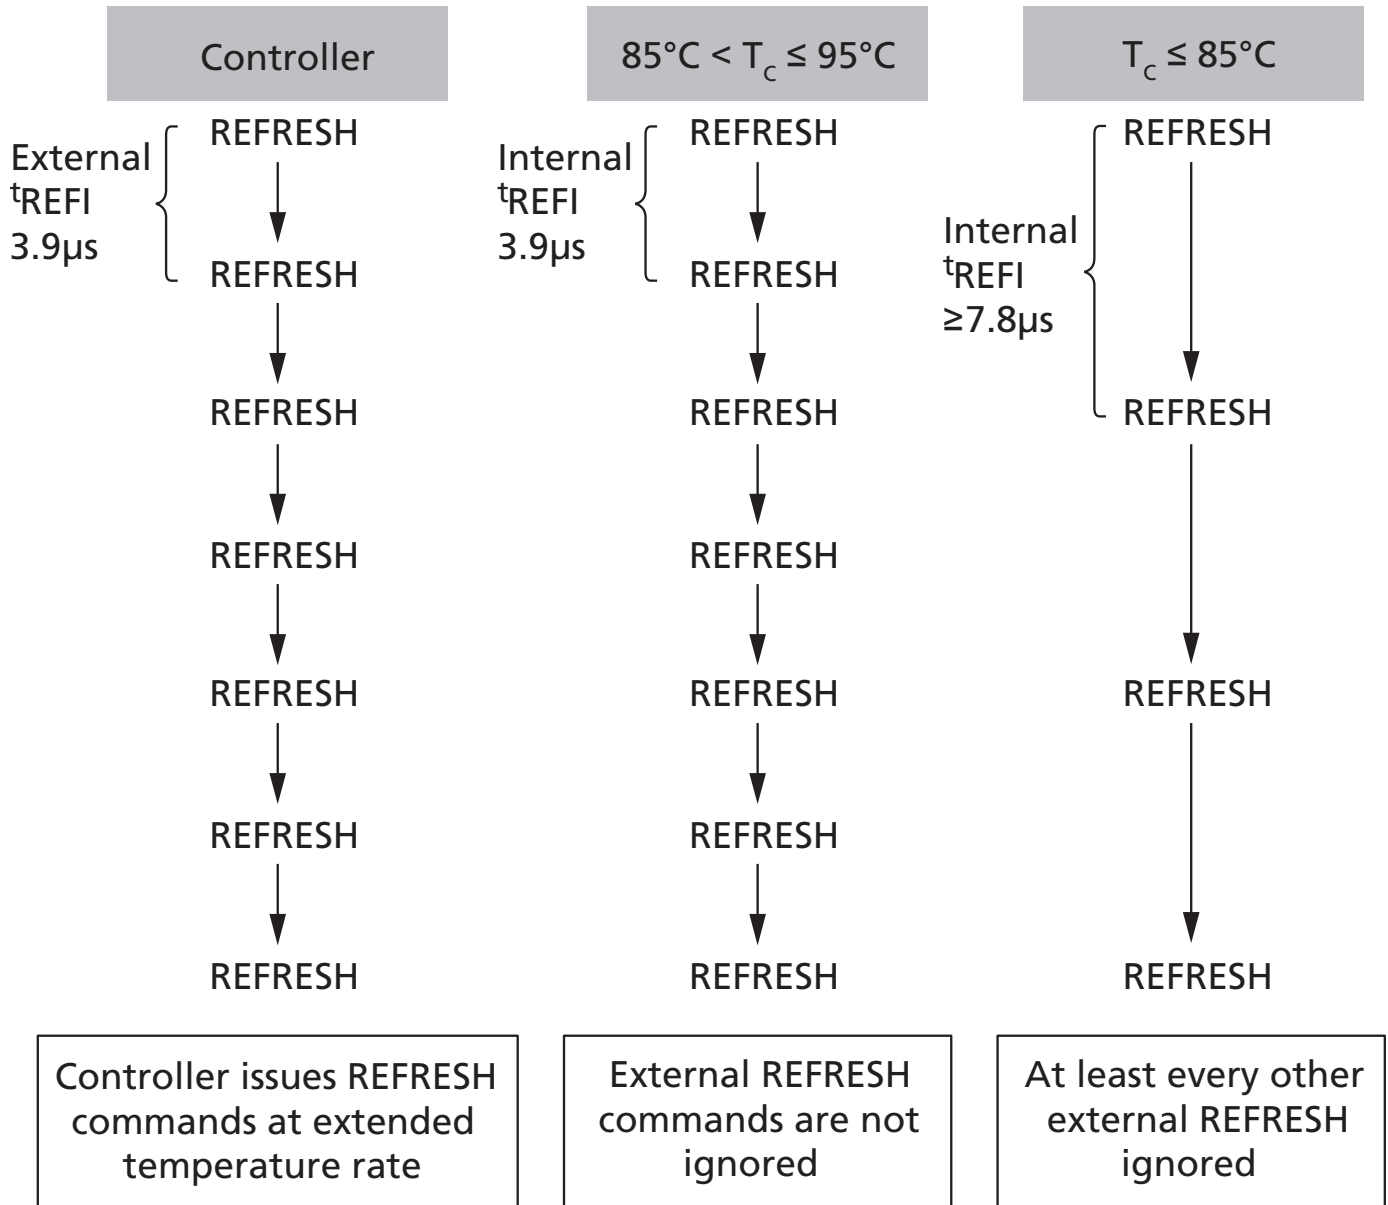 Controller
85°C < TC ≤ 95°C
TC ≤ 85°C
External
tREFI
3.9µs
REFRESH
REFRESH
REFRESH
REFRESH
REFRESH
REFRESH
REFRESH
Controller issues REFRESH
commands at extended
temperature rate
Internal
tREFI
3.9µs
REFRESH
REFRESH
REFRESH
REFRESH
REFRESH
REFRESH
REFRESH
External REFRESH
commands are not
ignored
Internal
tREFI
≥7.8µs
REFRESH
REFRESH
REFRESH
REFRESH
At least every other
external REFRESH
ignored